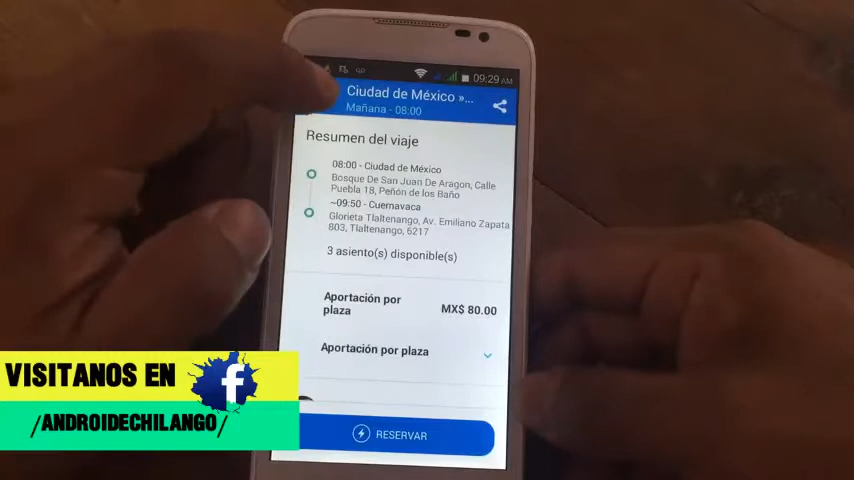 09:29 AM
Ciudad de México »...
Mañana - 08:00
Resumen del viaje
08:00 - Ciudad de México
Bosque De San Juan De Aragon, Calle
Puebla 18, Peñón de los Baño
~09:50 - Cuernavaca
Glorieta Tlaltenango, Av. Emiliano Zapata
803, Tlaltenango, 6217
3 asiento(s) disponible(s)
Aportación por
plaza
MX$ 80.00
Aportación por plaza
RESERVAR
VISITANOS EN f
/ANDROIDECHILANGO/